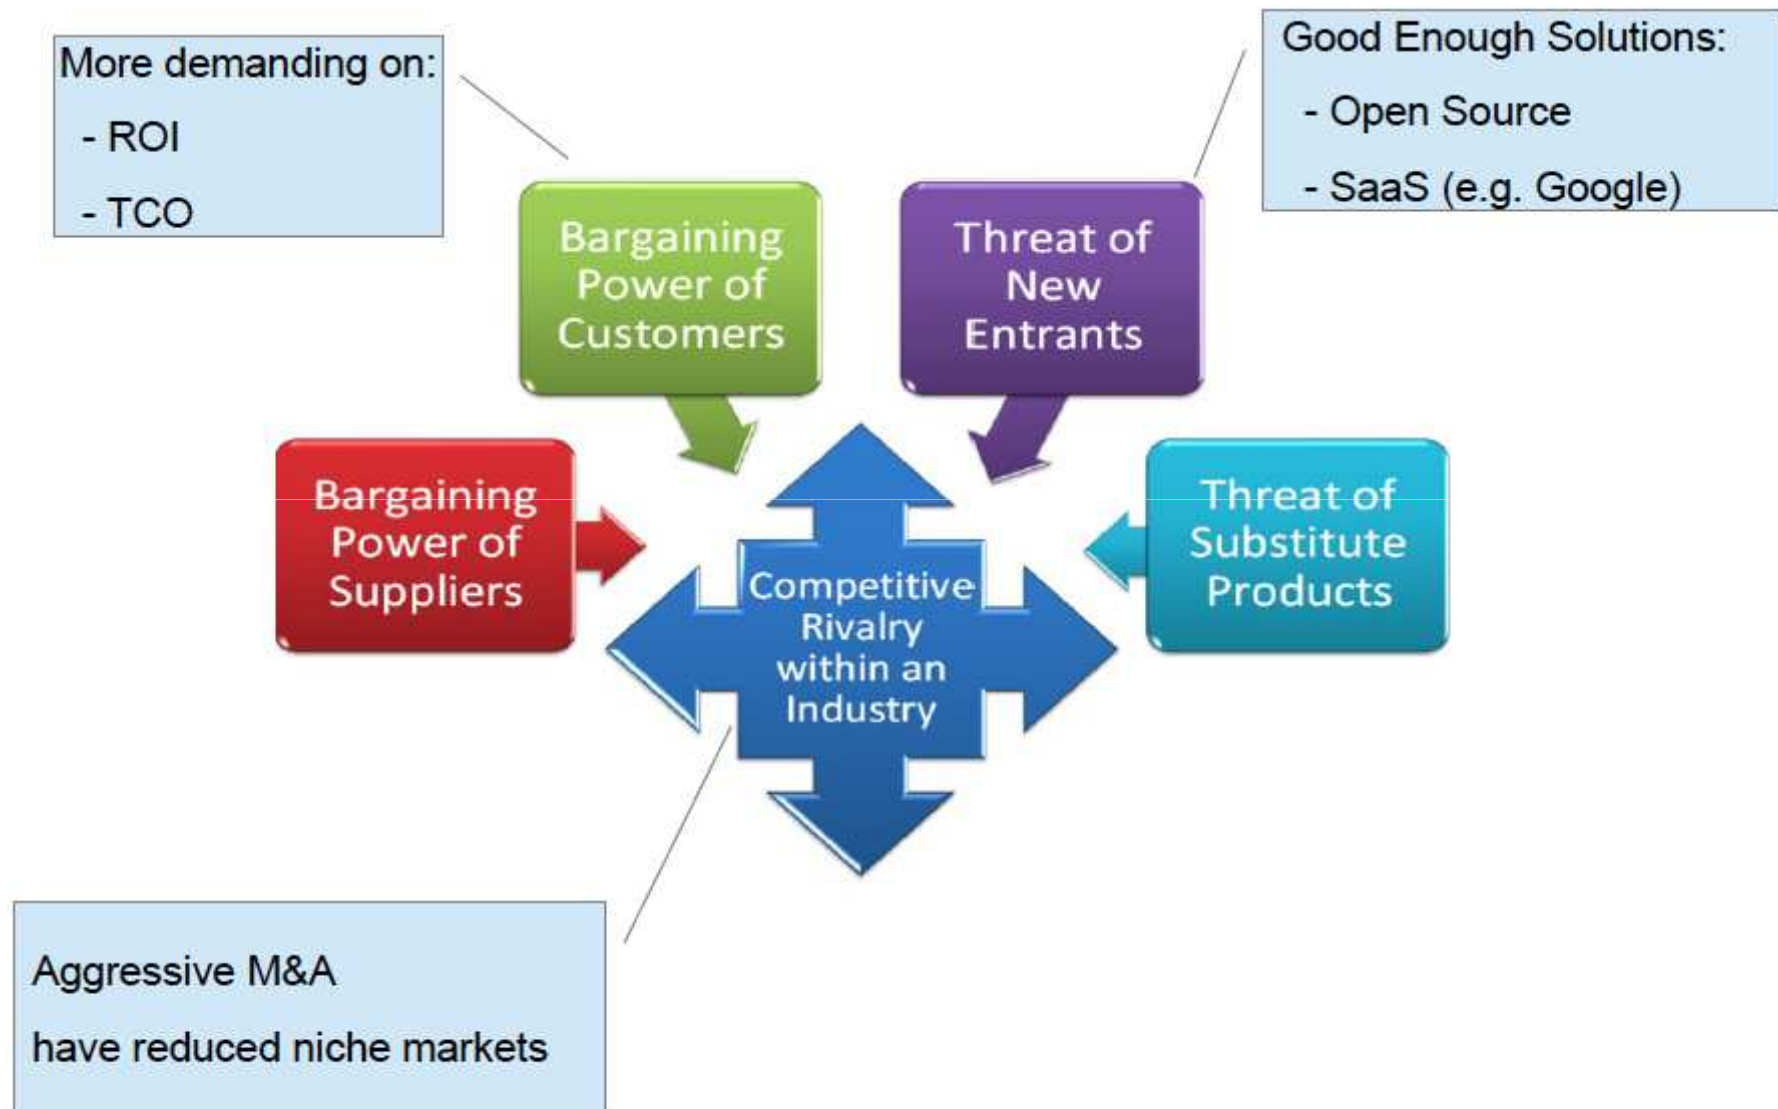 More demanding on:
- ROI
- TCO
Good Enough Solutions:
- Open Source
- SaaS (e.g. Google)
Bargaining
Power of
Customers
Threat of
New
Entrants
Bargaining
Power of
Suppliers
Threat of
Substitute
Products
Competitive
Rivalry
within an
Industry
Aggressive M&A
have reduced niche markets